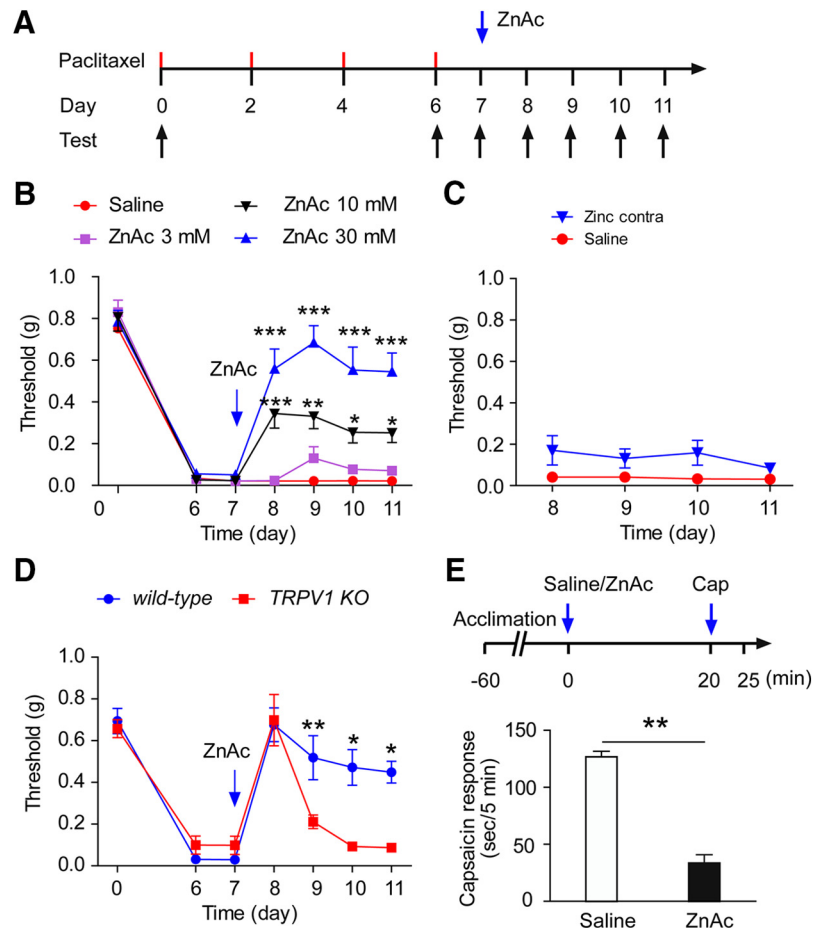 A
ZnAc
Paclitaxel
Day 0 2 4 6 7 8 9 10 11
Test
B
Saline ZnAc 10 mM
ZnAc 3 mM ZnAc 30 mM
Threshold (g)
1.0
0.8
0.6
0.4
0.2
0.0
ZnAc
*** *** *** ***
*** ** * *
0 6 7 8 9 10 11
Time (day)
C
Zinc contra
Saline
Threshold (g)
1.0
0.8
0.6
0.4
0.2
0.0
8 9 10 11
Time (day)
D
wild-type TRPV1 KO
Threshold (g)
1.0
0.8
0.6
0.4
0.2
0.0
ZnAc
** * *
0 6 7 8 9 10 11
Time (day)
E
Saline/ZnAc Cap
Acclimation
-60 0 20 25 (min)
Capsaicin response
(sec/5 min)
150
100
50
0
**
Saline ZnAc